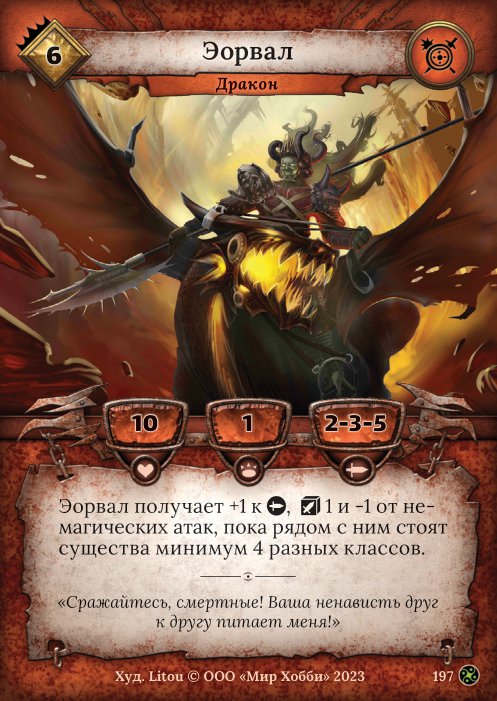 6
Эорвал
Дракон
10
1
2-3-5
Эорвал получает +1 к , 1 и -1 от не-
магических атак, пока рядом с ним стоят
существа минимум 4 разных классов.
«Сражайтесь, смертные! Ваша ненависть друг
к другу питает меня!»
Худ. Litou © ООО «Мир Хобби» 2023
197